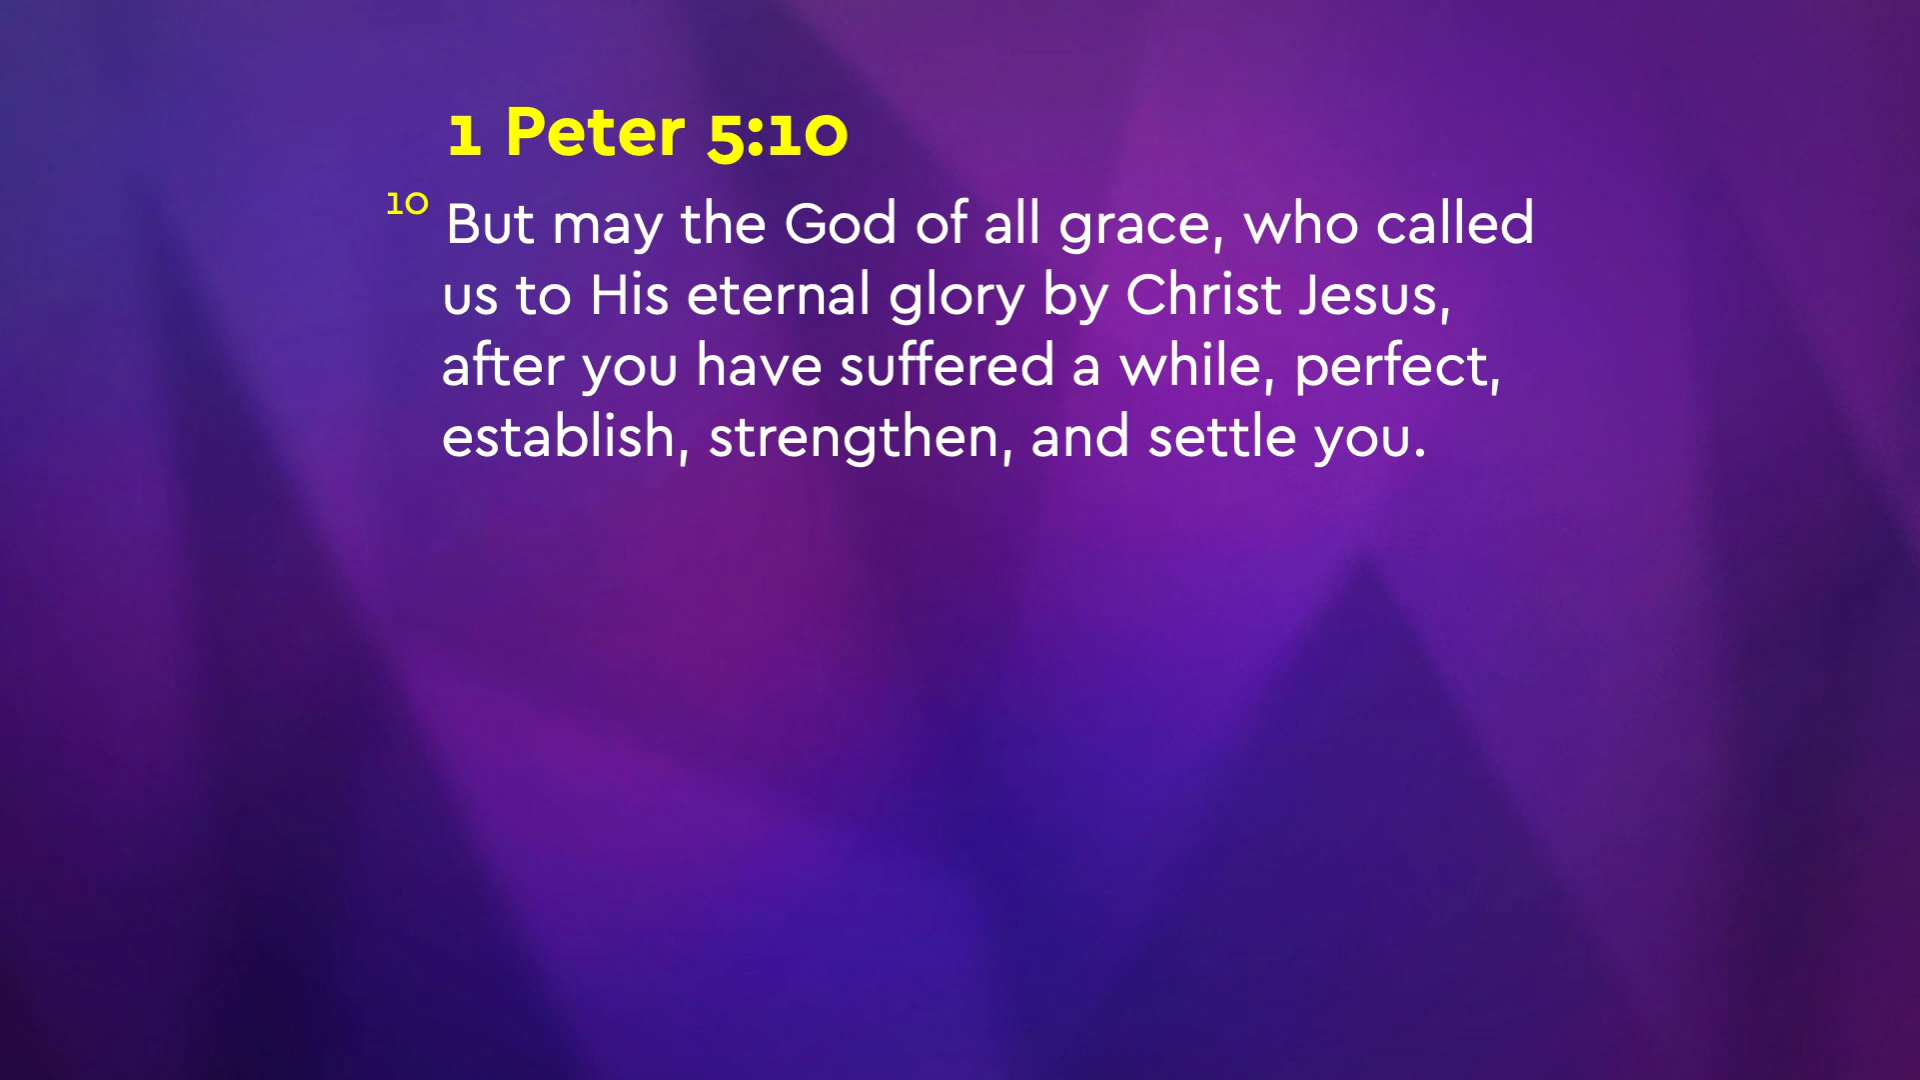 1 Peter 5:10
10 But may the God of all grace, who called
us to His eternal glory by Christ Jesus,
after you have suffered a while, perfect,
establish, strengthen, and settle you.